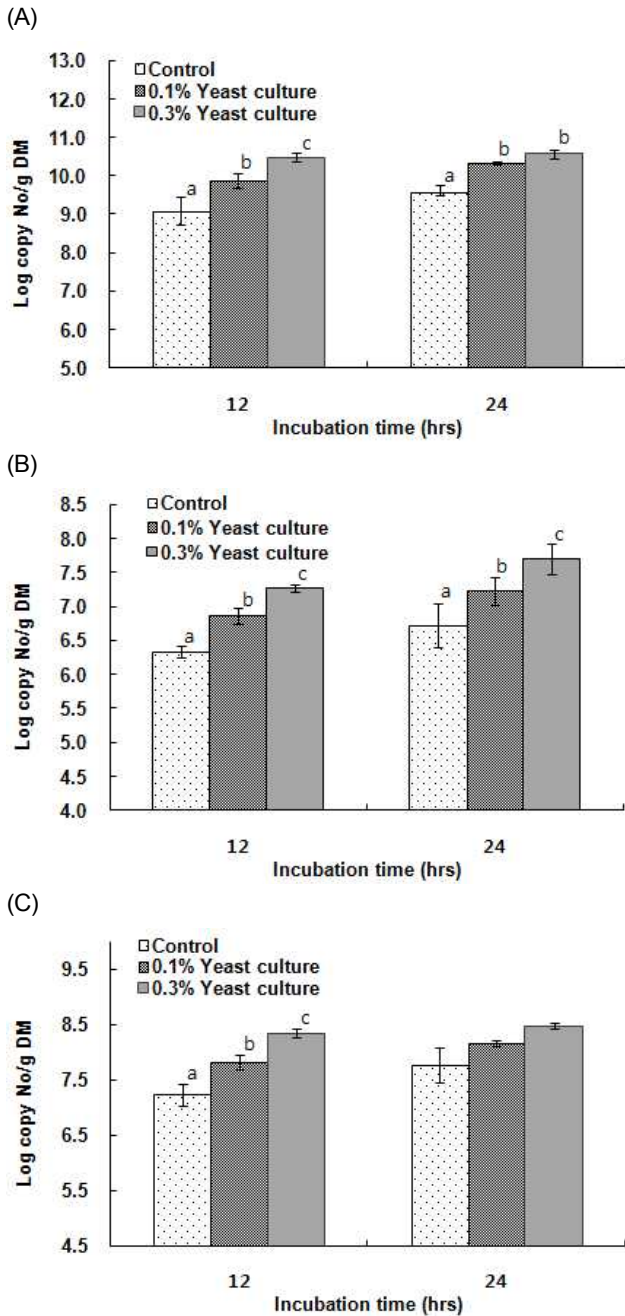 (A)
13.0
12.0
11.0
10.0
9.0
8.0
7.0
6.0
5.0
Log copy No/g DM
Control
0.1% Yeast culture
0.3% Yeast culture
a
b
c
a
b
b
12
24
Incubation time (hrs)
(B)
8.5
8.0
7.5
7.0
6.5
6.0
5.5
5.0
4.5
4.0
Log copy No/g DM
Control
0.1% Yeast culture
0.3% Yeast culture
a
b
c
a
b
c
12
24
Incubation time (hrs)
(C)
9.5
8.5
7.5
6.5
5.5
4.5
Log copy No/g DM
Control
0.1% Yeast culture
0.3% Yeast culture
a
b
c
12
24
Incubation time (hrs)